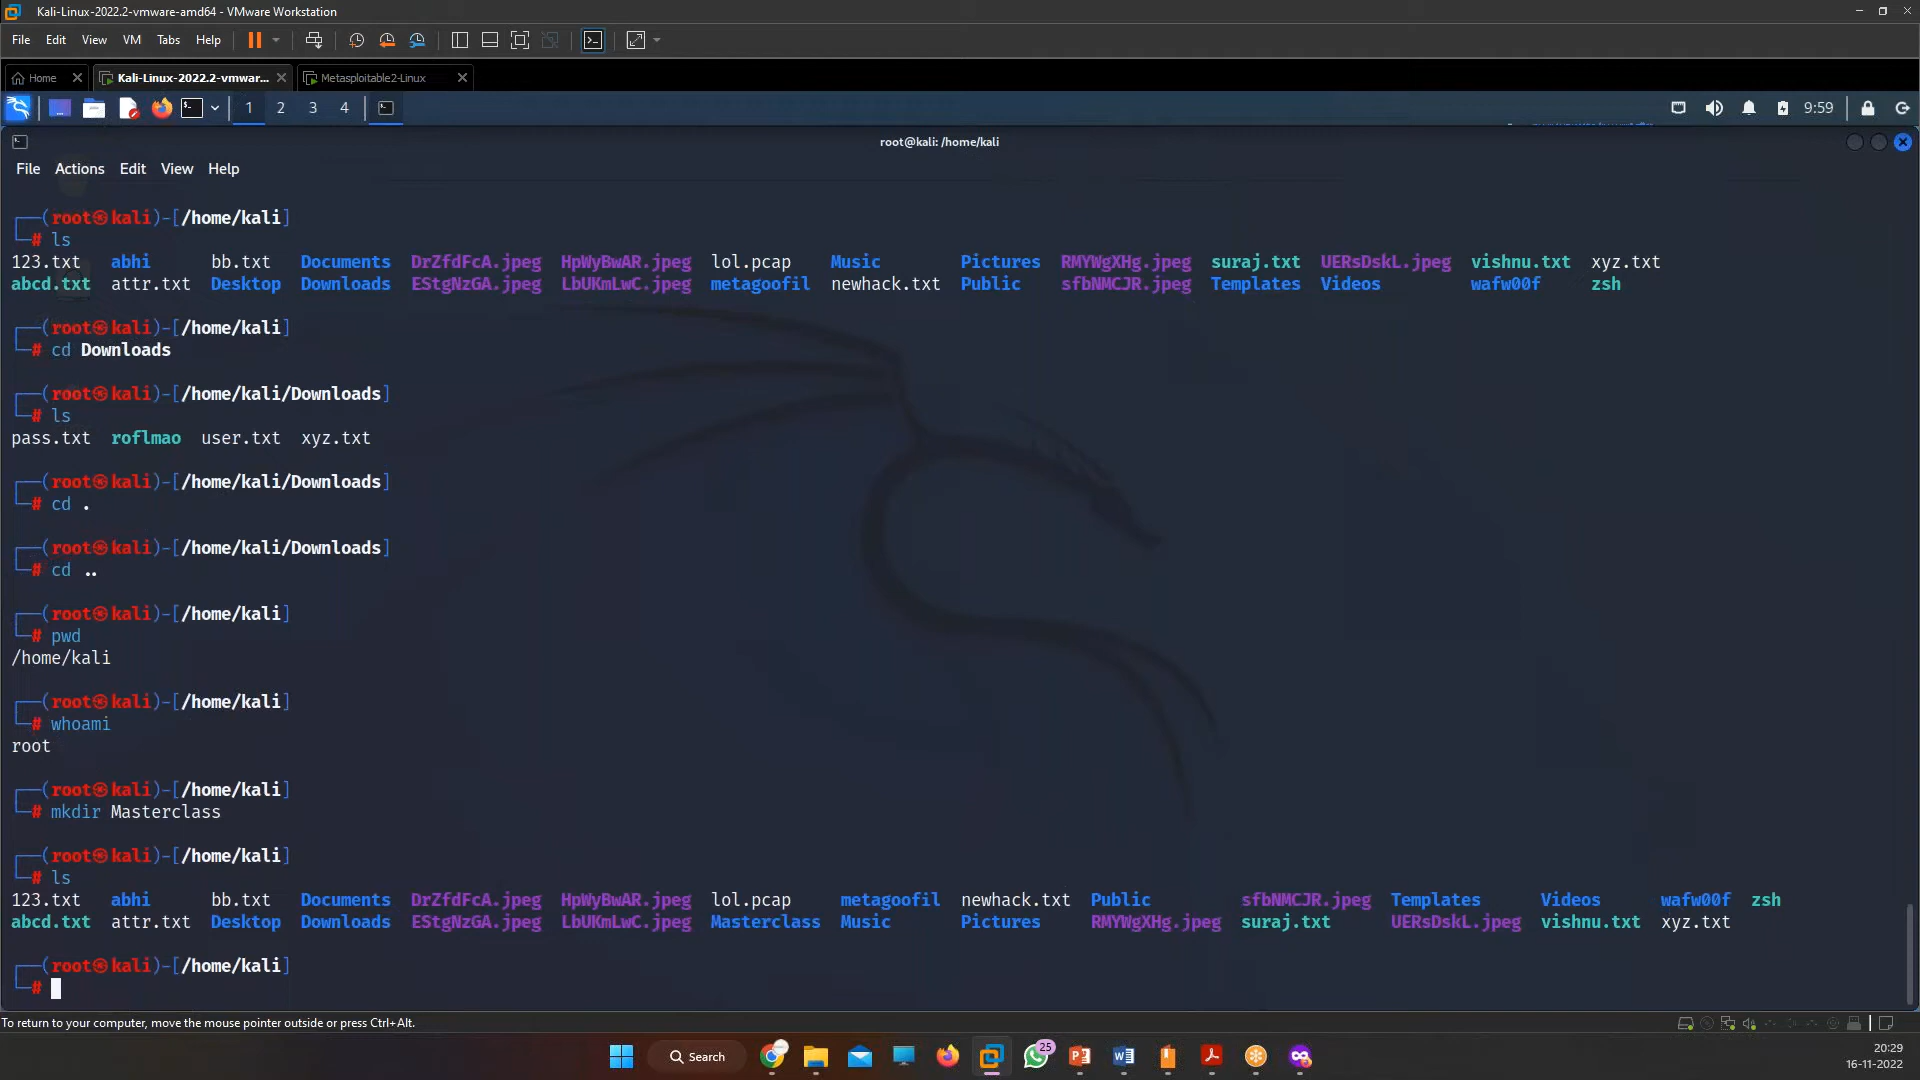 Kali-Linux-2022.2-vmware-amd64 - VMware Workstation
File Edit View VM Tabs Help
Home Kali-Linux-2022.2-vmwar... Metasploitable2-Linux
1 2 3 4 9:59
root@kali: /home/kali
File Actions Edit View Help
┌──(root㉿kali)-[/home/kali]
└─# ls
123.txt abhi bb.txt Documents DrZfdFcA.jpeg HpWyBwAR.jpeg lol.pcap Music Pictures RMYWgXHg.jpeg suraj.txt UERsDskL.jpeg vishnu.txt xyz.txt
abcd.txt attr.txt Desktop Downloads EStgNzGA.jpeg LbUKmLwC.jpeg metagoofil newhack.txt Public sfbNMCJR.jpeg Templates Videos wafw00f zsh
┌──(root㉿kali)-[/home/kali]
└─# cd Downloads
┌──(root㉿kali)-[/home/kali/Downloads]
└─# ls
pass.txt roflmao user.txt xyz.txt
┌──(root㉿kali)-[/home/kali/Downloads]
└─# cd .
┌──(root㉿kali)-[/home/kali/Downloads]
└─# cd ..
┌──(root㉿kali)-[/home/kali]
└─# pwd
/home/kali
┌──(root㉿kali)-[/home/kali]
└─# whoami
root
┌──(root㉿kali)-[/home/kali]
└─# mkdir Masterclass
┌──(root㉿kali)-[/home/kali]
└─# ls
123.txt abhi bb.txt Documents DrZfdFcA.jpeg HpWyBwAR.jpeg lol.pcap metagoofil newhack.txt Public sfbNMCJR.jpeg Templates Videos wafw00f zsh
abcd.txt attr.txt Desktop Downloads EStgNzGA.jpeg LbUKmLwC.jpeg Masterclass Music Pictures RMYWgXHg.jpeg suraj.txt UERsDskL.jpeg vishnu.txt xyz.txt
┌──(root㉿kali)-[/home/kali]
└─#
To return to your computer, move the mouse pointer outside or press Ctrl+Alt.
Search 25 20:29
16-11-2022